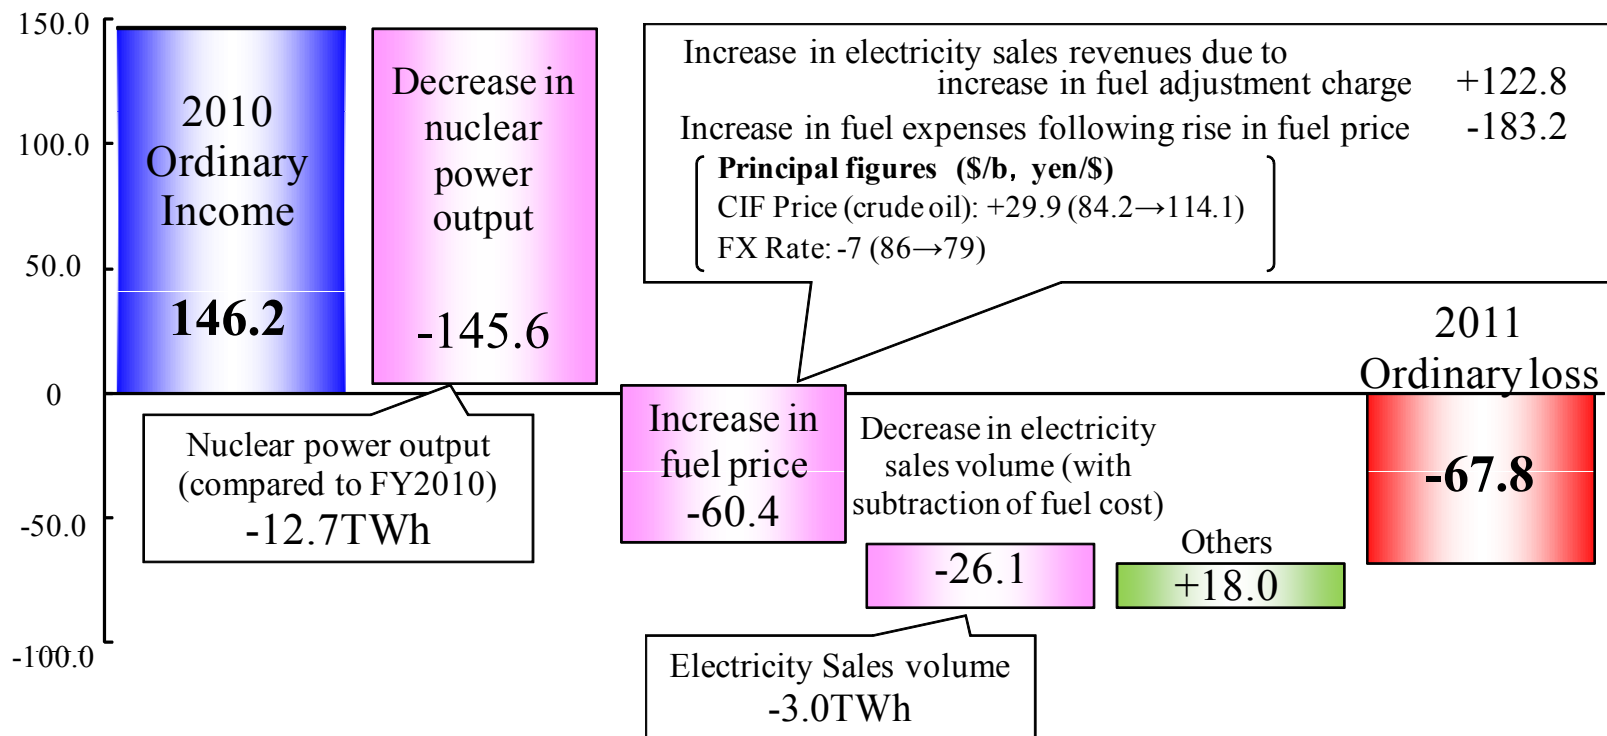 150.0
100.0
50.0
0
-50.0
-100.0
2010
Ordinary
Income
146.2
Decrease in
nuclear
power
output
-145.6
Nuclear power output
(compared to FY2010)
-12.7TWh
Increase in electricity sales revenues due to
increase in fuel adjustment charge +122.8
Increase in fuel expenses following rise in fuel price -183.2
Principal figures ($/b, yen/$)
CIF Price (crude oil): +29.9 (84.2→114.1)
FX Rate: -7 (86→79)
Increase in
fuel price
-60.4
Decrease in electricity
sales volume (with
subtraction of fuel cost)
-26.1
Electricity Sales volume
-3.0TWh
Others
+18.0
2011
Ordinary loss
-67.8